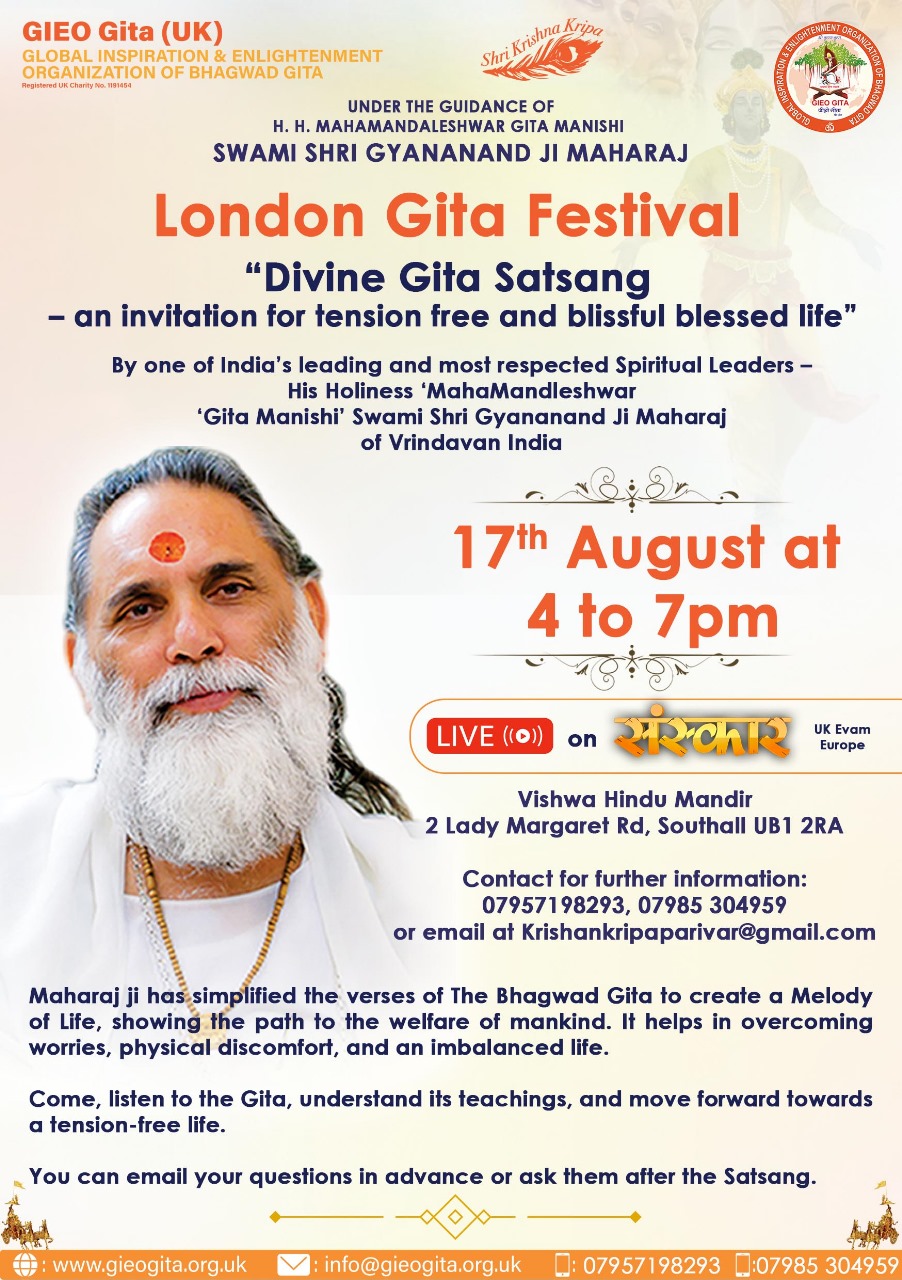 GIEO Gita (UK)
GLOBAL INSPIRATION & ENLIGHTENMENT
ORGANIZATION OF BHAGWAD GITA
Registered UK Charity No. 1191454
Shri Krishna Kripa
GLOBAL INSPIRATION & ENLIGHTENMENT ORGANIZATION OF BHAGWAD GITA
GIEO GITA
ॐ
UNDER THE GUIDANCE OF
H. H. MAHAMANDALESHWAR GITA MANISHI
SWAMI SHRI GYANANAND JI MAHARAJ
London Gita Festival
“Divine Gita Satsang
– an invitation for tension free and blissful blessed life”
By one of India’s leading and most respected Spiritual Leaders –
His Holiness ‘MahaMandleshwar
‘Gita Manishi’ Swami Shri Gyananand Ji Maharaj
of Vrindavan India
17th August at
4 to 7pm
LIVE on संस्कार UK Evam
Europe
Vishwa Hindu Mandir
2 Lady Margaret Rd, Southall UB1 2RA
Contact for further information:
07957198293, 07985 304959
or email at Krishankripaparivar@gmail.com
Maharaj ji has simplified the verses of The Bhagwad Gita to create a Melody
of Life, showing the path to the welfare of mankind. It helps in overcoming
worries, physical discomfort, and an imbalanced life.
Come, listen to the Gita, understand its teachings, and move forward towards
a tension-free life.
You can email your questions in advance or ask them after the Satsang.
: www.gieogita.org.uk : info@gieogita.org.uk : 07957198293 :07985 304959